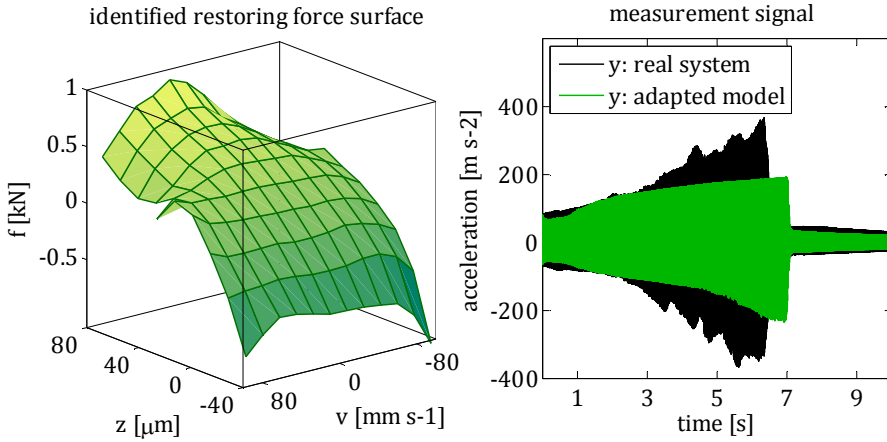 identified restoring force surface
f [kN]
1
0.5
0
-0.5
80
40
0
-40
z [μm]
80
0
-80
v [mm s-1]
measurement signal
y: real system
y: adapted model
acceleration [m s-2]
400
200
0
-200
-400
1 3 5 7 9
time [s]